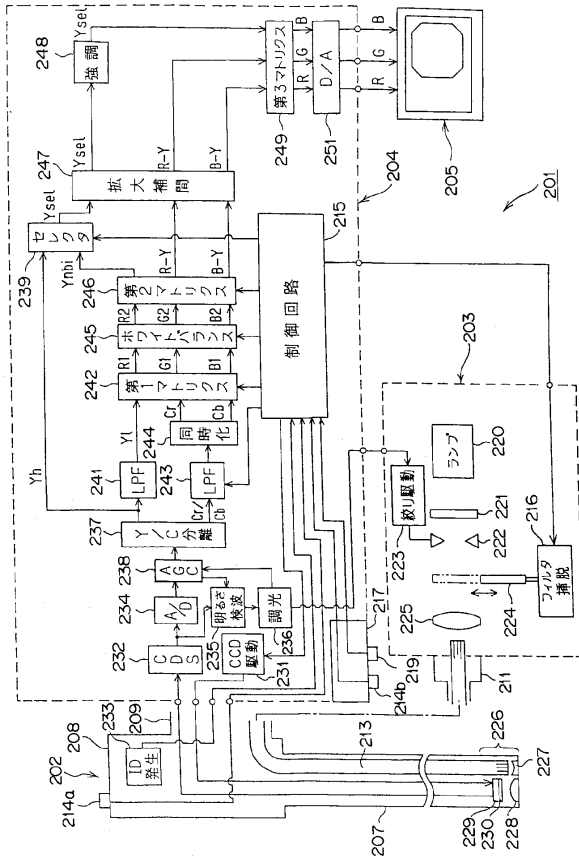 201
202
203
204
205
強調
248
Ysel
Ysel
拡大補間
247
Ysel
R-Y
B-Y
第3マトリクス
249
R
G
B
D/A
251
R
G
B
セレクタ
239
Ynbi
R-Y
B-Y
第2マトリクス
246
R2
G2
B2
ホワイトバランス
245
R1
G1
B1
第1マトリクス
242
Yh
Yl
LPF
241
Cr
Cb
同時化
244
LPF
243
Cr/
Cb
Y/C分離
237
AGC
238
A/D
234
明るさ検波
235
調光
236
CDS
232
CCD駆動
231
制御回路
215
ID発生
233
208
209
214a
217
219
214b
絞り駆動
223
ランプ
220
221
222
フィルタ挿脱
216
224
225
211
213
207
226
227
228
229
230